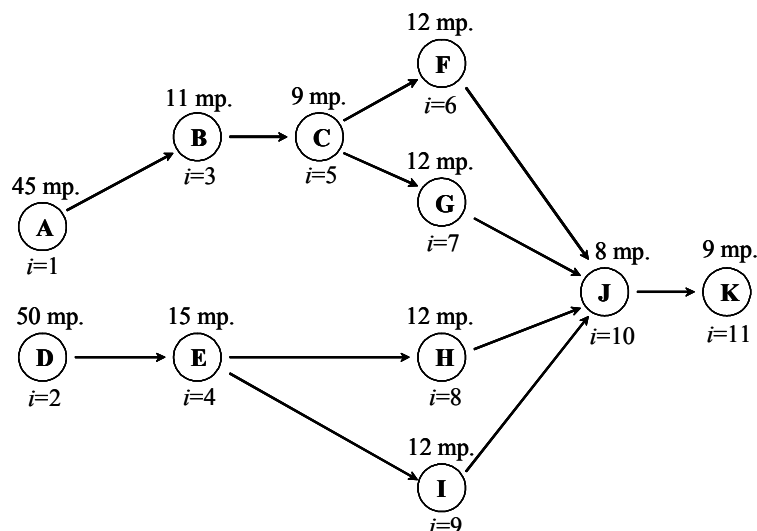 12 mp.
F
i=6
11 mp.
B
i=3
9 mp.
C
i=5
12 mp.
G
i=7
45 mp.
A
i=1
8 mp.
J
i=10
9 mp.
K
i=11
50 mp.
D
i=2
15 mp.
E
i=4
12 mp.
H
i=8
12 mp.
I
i=9